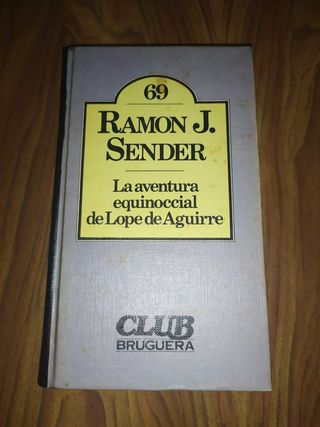 69
RAMON J.
SENDER
La aventura
equinoccial
de Lope de Aguirre
CLUB
BRUGUERA